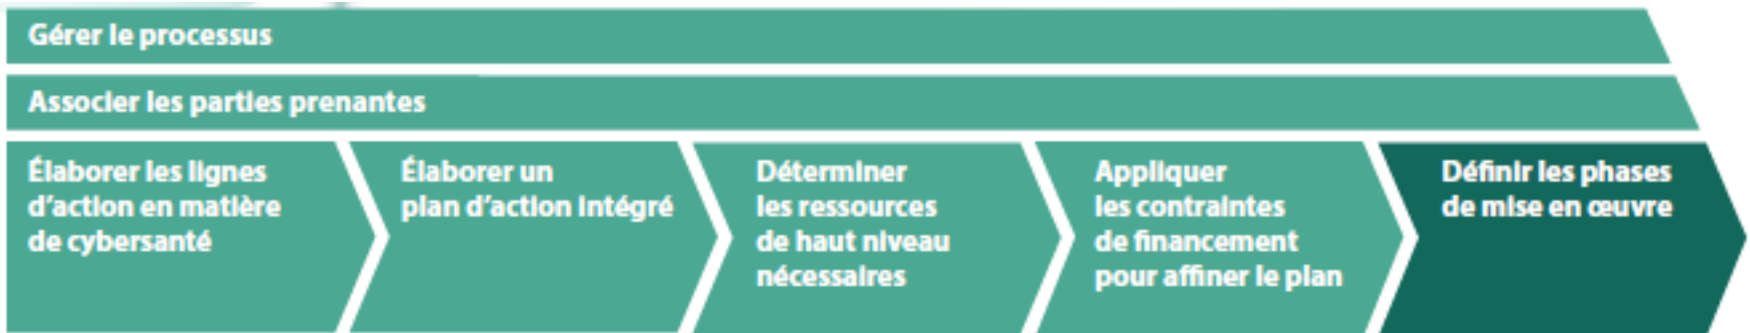 Gérer le processus
Associer les parties prenantes
Élaborer les lignes
d'action en matière
de cybersanté
Élaborer un
plan d'action intégré
Déterminer
les ressources
de haut niveau
nécessaires
Appliquer
les contraintes
de financement
pour affiner le plan
Définir les phases
de mise en œuvre